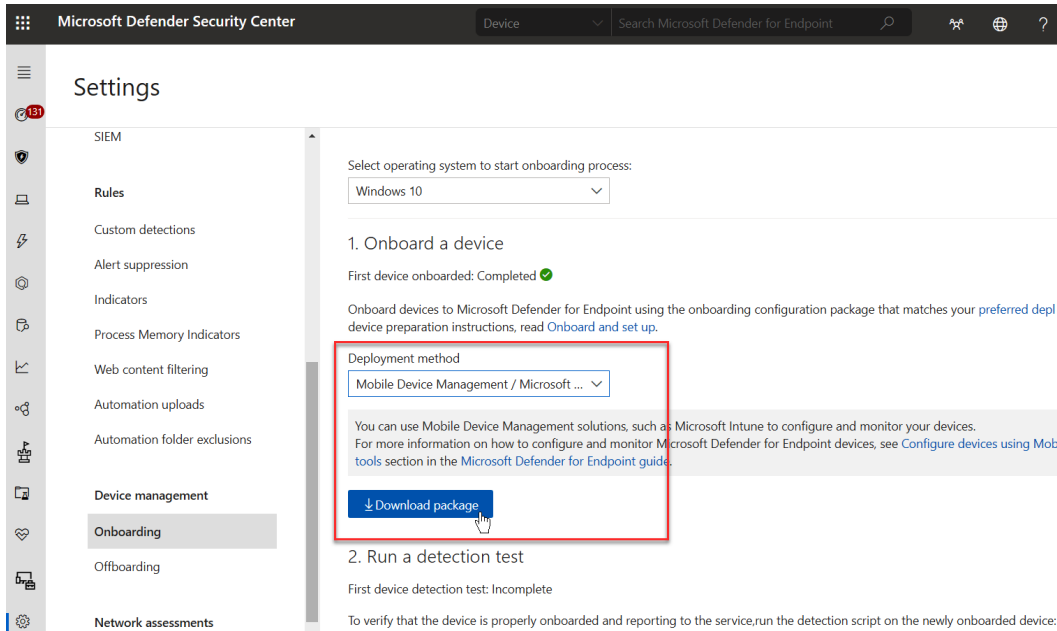 Microsoft Defender Security Center
Device
Search Microsoft Defender for Endpoint
?
Settings
131
SIEM
Rules
Custom detections
Alert suppression
Indicators
Process Memory Indicators
Web content filtering
Automation uploads
Automation folder exclusions
Device management
Onboarding
Offboarding
Network assessments
Select operating system to start onboarding process:
Windows 10
1. Onboard a device
First device onboarded: Completed
Onboard devices to Microsoft Defender for Endpoint using the onboarding configuration package that matches your preferred depl
device preparation instructions, read Onboard and set up.
Deployment method
Mobile Device Management / Microsoft ...
You can use Mobile Device Management solutions, such as Microsoft Intune to configure and monitor your devices.
For more information on how to configure and monitor Microsoft Defender for Endpoint devices, see Configure devices using Mob
tools section in the Microsoft Defender for Endpoint guide.
Download package
2. Run a detection test
First device detection test: Incomplete
To verify that the device is properly onboarded and reporting to the service,run the detection script on the newly onboarded device: